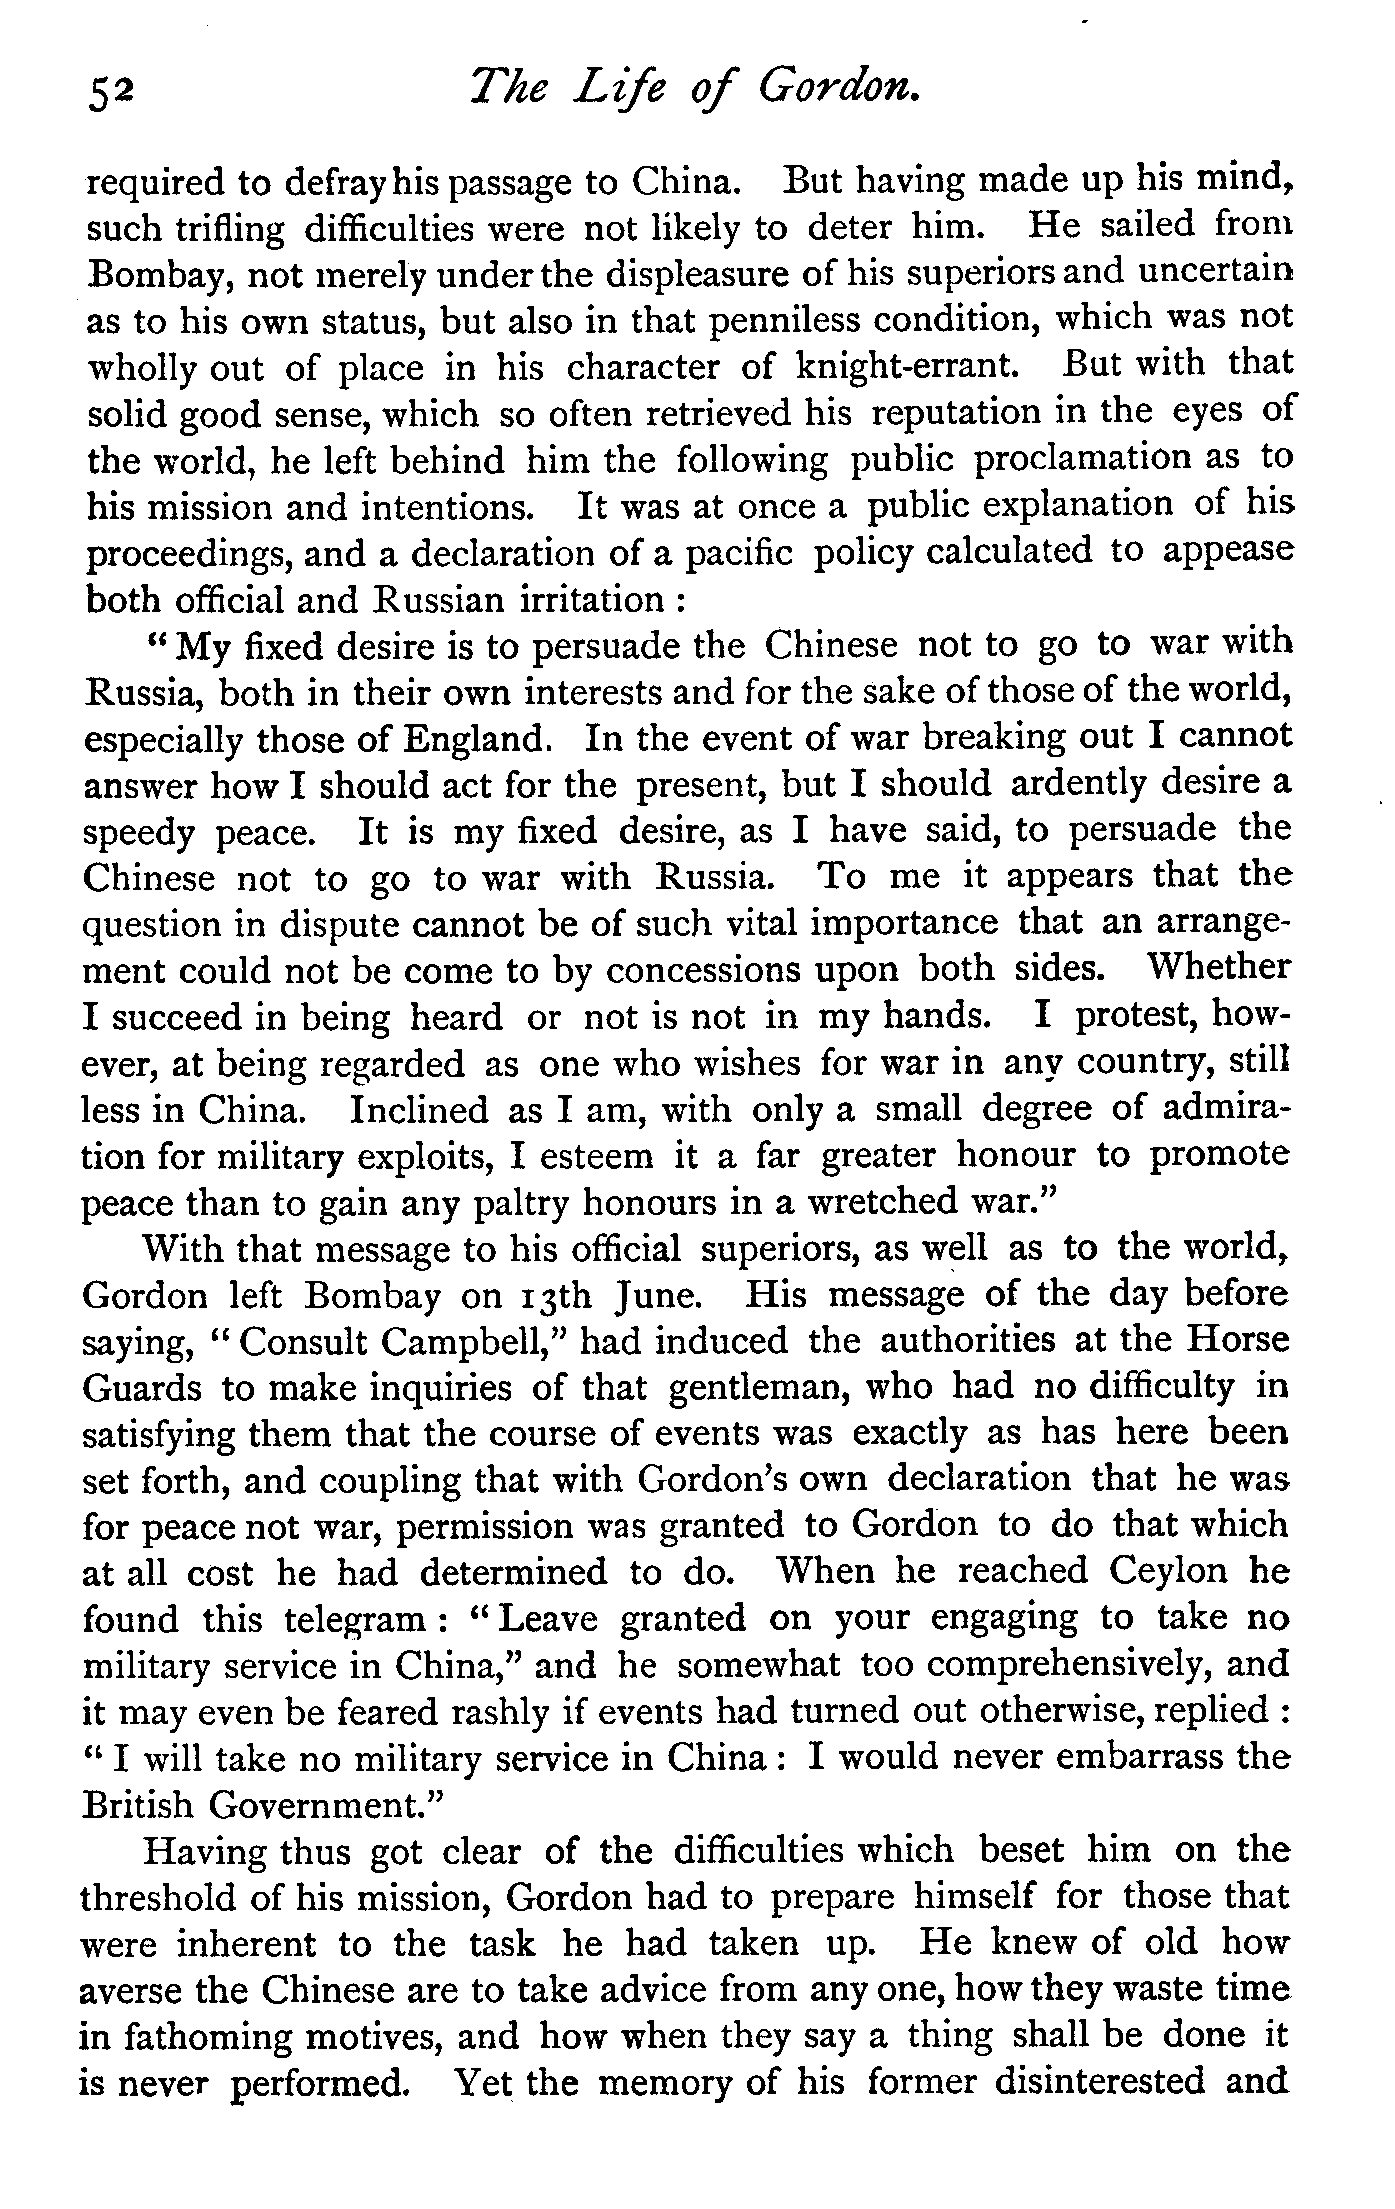 52 The Life of Gordon.
required to defray his passage to China. But having made up his mind,
such trifling difficulties were not likely to deter him. He sailed from
Bombay, not merely under the displeasure of his superiors and uncertain
as to his own status, but also in that penniless condition, which was not
wholly out of place in his character of knight-errant. But with that
solid good sense, which so often retrieved his reputation in the eyes of
the world, he left behind him the following public proclamation as to
his mission and intentions. It was at once a public explanation of his
proceedings, and a declaration of a pacific policy calculated to appease
both official and Russian irritation :
“ My fixed desire is to persuade the Chinese not to go to war with
Russia, both in their own interests and for the sake of those of the world,
especially those of England. In the event of war breaking out I cannot
answer how I should act for the present, but I should ardently desire a
speedy peace. It is my fixed desire, as I have said, to persuade the
Chinese not to go to war with Russia. To me it appears that the
question in dispute cannot be of such vital importance that an arrange-
ment could not be come to by concessions upon both sides. Whether
I succeed in being heard or not is not in my hands. I protest, how-
ever, at being regarded as one who wishes for war in any country, still
less in China. Inclined as I am, with only a small degree of admira-
tion for military exploits, I esteem it a far greater honour to promote
peace than to gain any paltry honours in a wretched war.”
With that message to his official superiors, as well as to the world,
Gordon left Bombay on 13th June. His message of the day before
saying, “ Consult Campbell,” had induced the authorities at the Horse
Guards to make inquiries of that gentleman, who had no difficulty in
satisfying them that the course of events was exactly as has here been
set forth, and coupling that with Gordon's own declaration that he was
for peace not war, permission was granted to Gordon to do that which
at all cost he had determined to do. When he reached Ceylon he
found this telegram : “ Leave granted on your engaging to take no
military service in China,” and he somewhat too comprehensively, and
it may even be feared rashly if events had turned out otherwise, replied :
“ I will take no military service in China : I would never embarrass the
British Government.”
Having thus got clear of the difficulties which beset him on the
threshold of his mission, Gordon had to prepare himself for those that
were inherent to the task he had taken up. He knew of old how
averse the Chinese are to take advice from any one, how they waste time
in fathoming motives, and how when they say a thing shall be done it
is never performed. Yet the memory of his former disinterested and